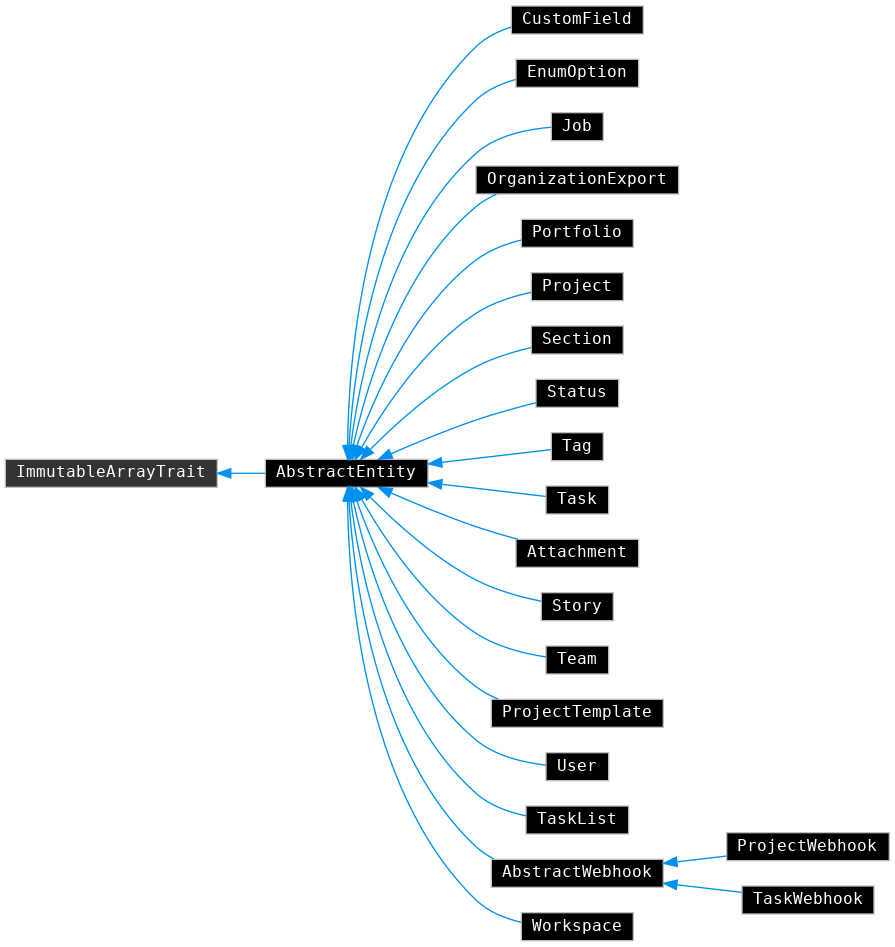 CustomField
EnumOption
Job
OrganizationExport
Portfolio
Project
Section
Status
Tag
ImmutableArrayTrait
AbstractEntity
Task
Attachment
Story
Team
ProjectTemplate
User
TaskList
ProjectWebhook
AbstractWebhook
TaskWebhook
Workspace